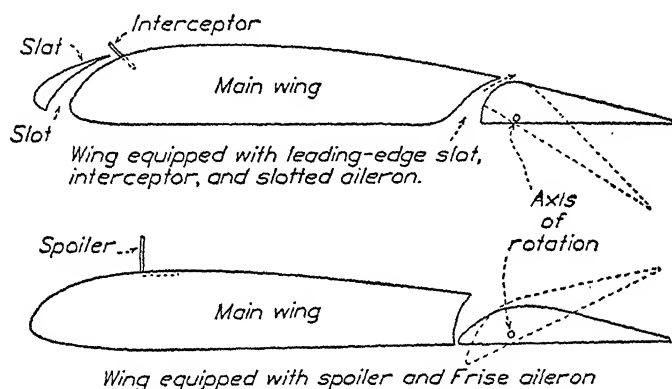 Interceptor
Slat
Main wing
Slot
Wing equipped with leading-edge slot,
interceptor, and slotted aileron.
Axis
of
rotation
Spoiler
Main wing
Wing equipped with spoiler and Frise aileron